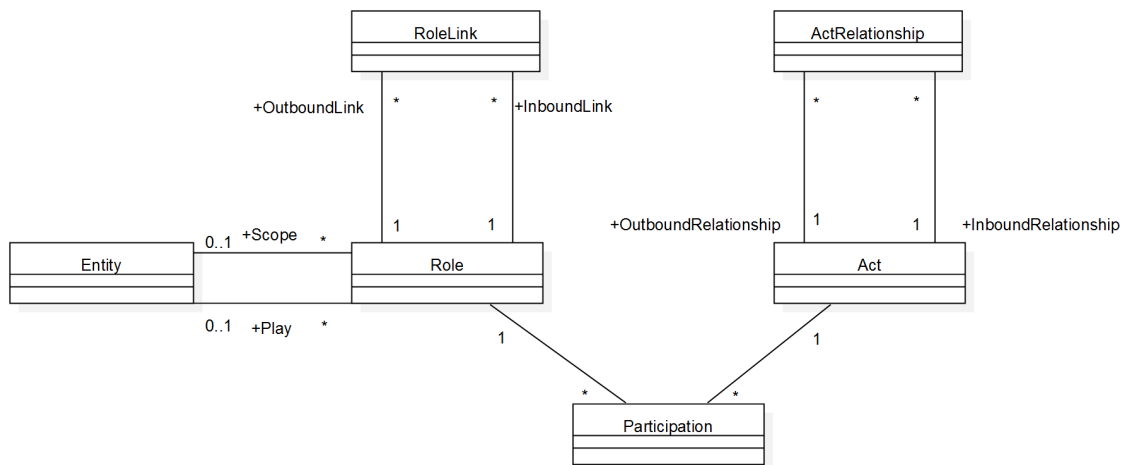 RoleLink
ActRelationship
+OutboundLink
*
*
+InboundLink
*
*
+OutboundRelationship
1
1
1
1
+InboundRelationship
0..1
+Scope
*
Entity
Role
Act
0..1
+Play
*
1
1
*
*
Participation